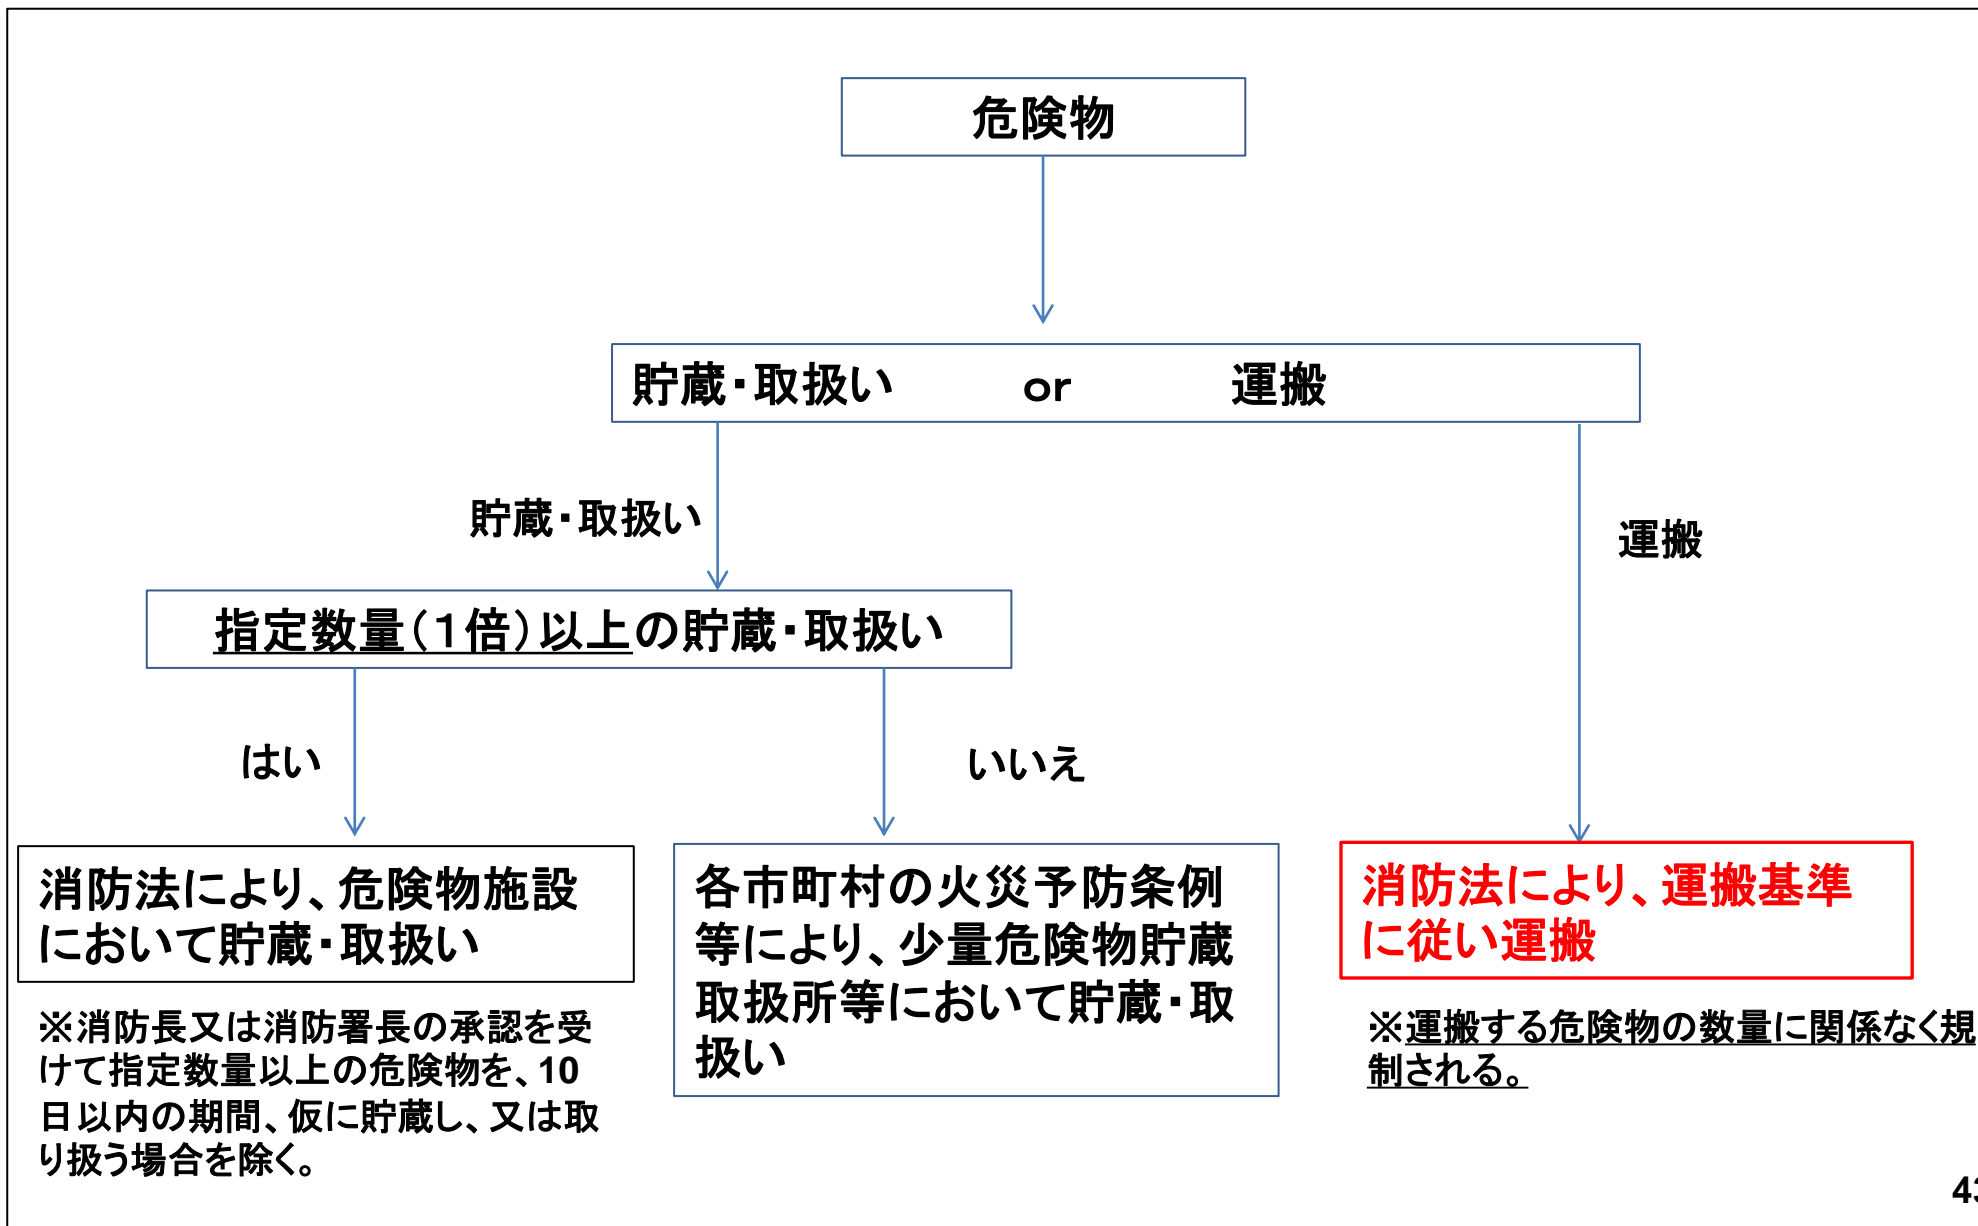 危険物
貯蔵・取扱い or 運搬
貯蔵・取扱い
運搬
指定数量(1倍)以上の貯蔵・取扱い
はい
いいえ
消防法により、危険物施設
において貯蔵・取扱い
各市町村の火災予防条例
等により、少量危険物貯蔵
取扱所等において貯蔵・取
扱い
消防法により、運搬基準
に従い運搬
※消防長又は消防署長の承認を受
けて指定数量以上の危険物を、10
日以内の期間、仮に貯蔵し、又は取
り扱う場合を除く。
※運搬する危険物の数量に関係なく規
制される。
43